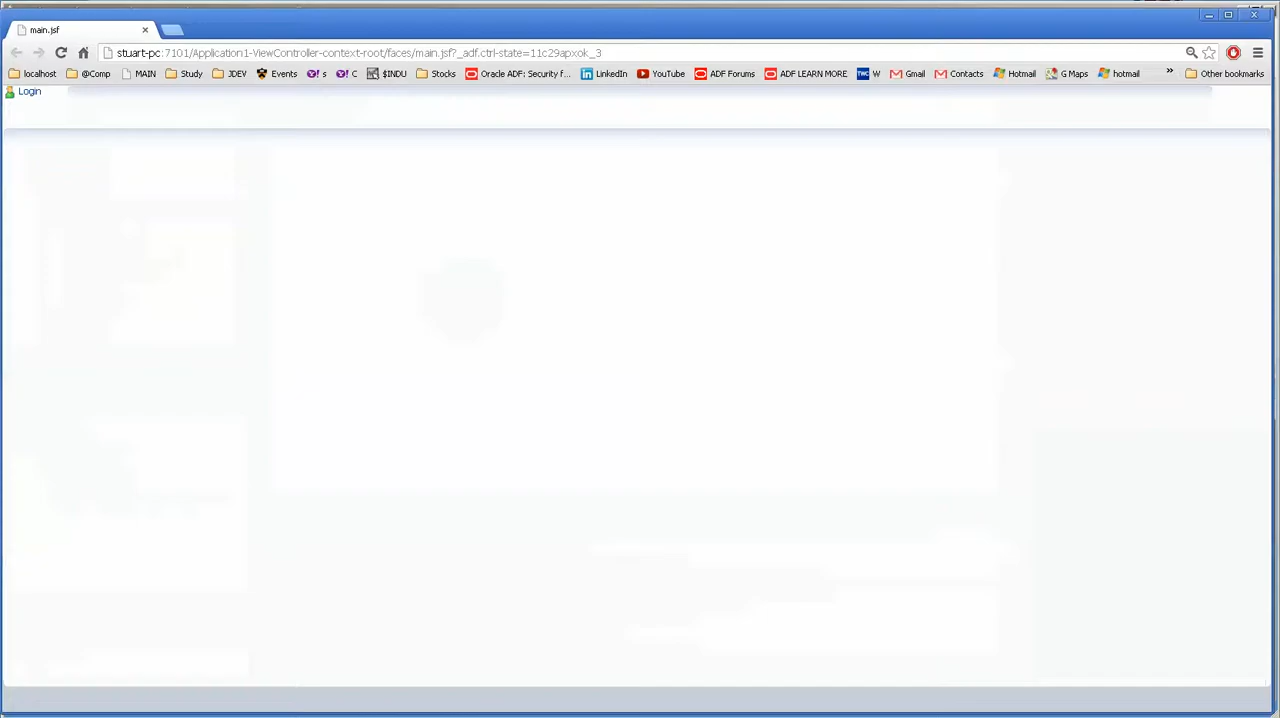 main.jsf
stuart-pc:7101/Application1-ViewController-context-root/faces/main.jsf?_adf.ctrl-state=11c29apxok_3
localhost @Comp MAIN Study JDEV Events s C $INDU Stocks Oracle ADF: Security f... LinkedIn YouTube ADF Forums ADF LEARN MORE TWC W Gmail Contacts Hotmail G Maps hotmail » Other bookmarks
Login